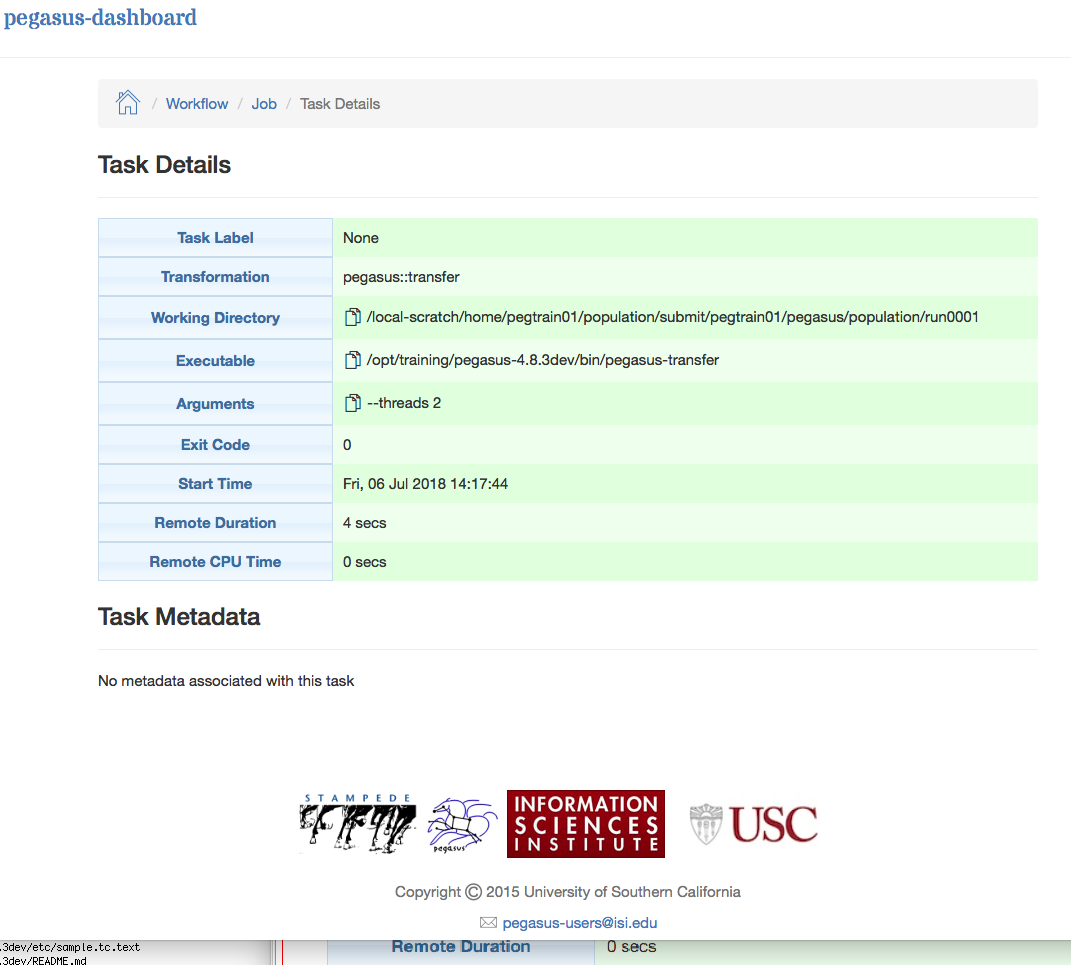 pegasus-dashboard
/ Workflow / Job / Task Details
Task Details
Task Label None
Transformation pegasus::transfer
Working Directory /local-scratch/home/pegtrain01/population/submit/pegtrain01/pegasus/population/run0001
Executable /opt/training/pegasus-4.8.3dev/bin/pegasus-transfer
Arguments --threads 2
Exit Code 0
Start Time Fri, 06 Jul 2018 14:17:44
Remote Duration 4 secs
Remote CPU Time 0 secs
Task Metadata
No metadata associated with this task
STAMPEDE
pegasus
INFORMATION
SCIENCES
INSTITUTE
USC
Copyright © 2015 University of Southern California
pegasus-users@isi.edu
.3dev/etc/sample.tc.text
.3dev/README.md
Remote Duration 0 secs